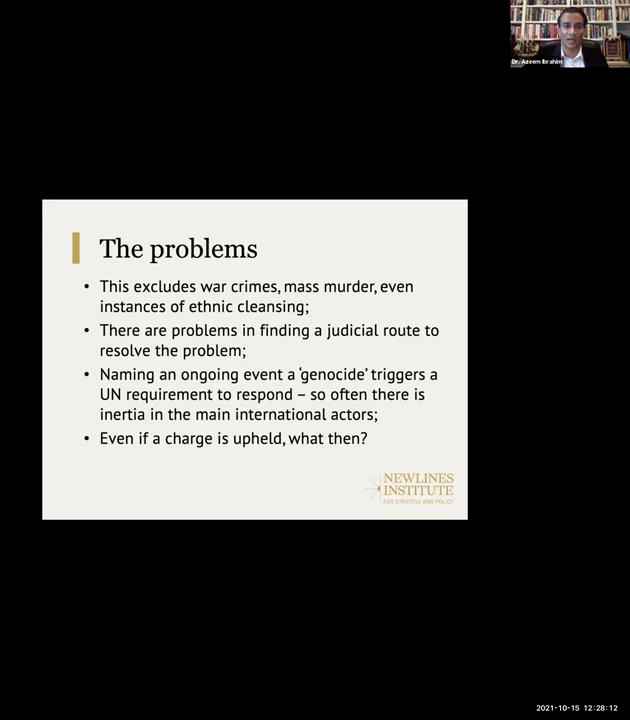 Dr. Azeem Ibrahim
The problems
• This excludes war crimes, mass murder, even
instances of ethnic cleansing;
• There are problems in finding a judicial route to
resolve the problem;
• Naming an ongoing event a ‘genocide’ triggers a
UN requirement to respond – so often there is
inertia in the main international actors;
• Even if a charge is upheld, what then?
NEWLINES
INSTITUTE
FOR STRATEGY AND POLICY
2021-10-15 12:28:12